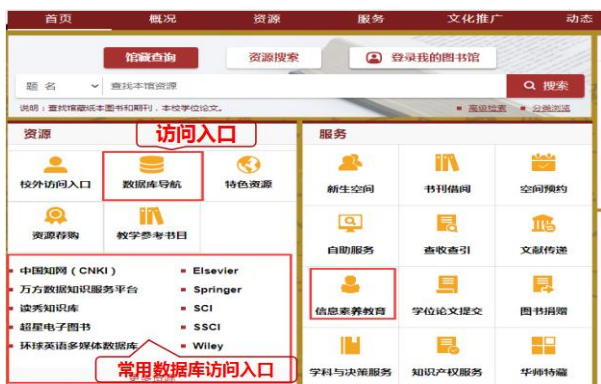 首页 概况 资源 服务 文化推广 动态
馆藏查询 资源搜索 登录我的图书馆
题 名 查找本馆资源 搜索
说明：查找馆藏纸本图书和期刊，本校学位论文。 高级检索 分类浏览
资源 访问入口 服务
校外访问入口 数据库导航 特色资源 新生空间 书刊借阅 空间预约
资源荐购 教学参考书目 自助服务 查收查引 文献传递
中国知网（CNKI） Elsevier
万方数据知识服务平台 Springer
读秀知识库 SCI
超星电子图书 SSCI
环球英语多媒体数据库 Wiley
信息素养教育 学位论文提交 图书捐赠
常用数据库访问入口
学科与决策服务 知识产权服务 华师特藏